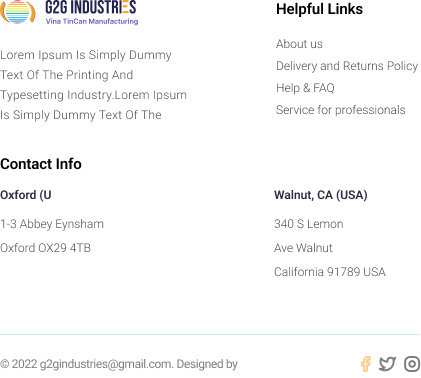 G2G INDUSTRIES
Vina TinCan Manufacturing
Lorem Ipsum Is Simply Dummy
Text Of The Printing And
Typesetting Industry.Lorem Ipsum
Is Simply Dummy Text Of The
Helpful Links
About us
Delivery and Returns Policy
Help & FAQ
Service for professionals
Contact Info
Oxford (U
1-3 Abbey Eynsham
Oxford OX29 4TB
Walnut, CA (USA)
340 S Lemon
Ave Walnut
California 91789 USA
© 2022 g2gindustries@gmail.com. Designed by